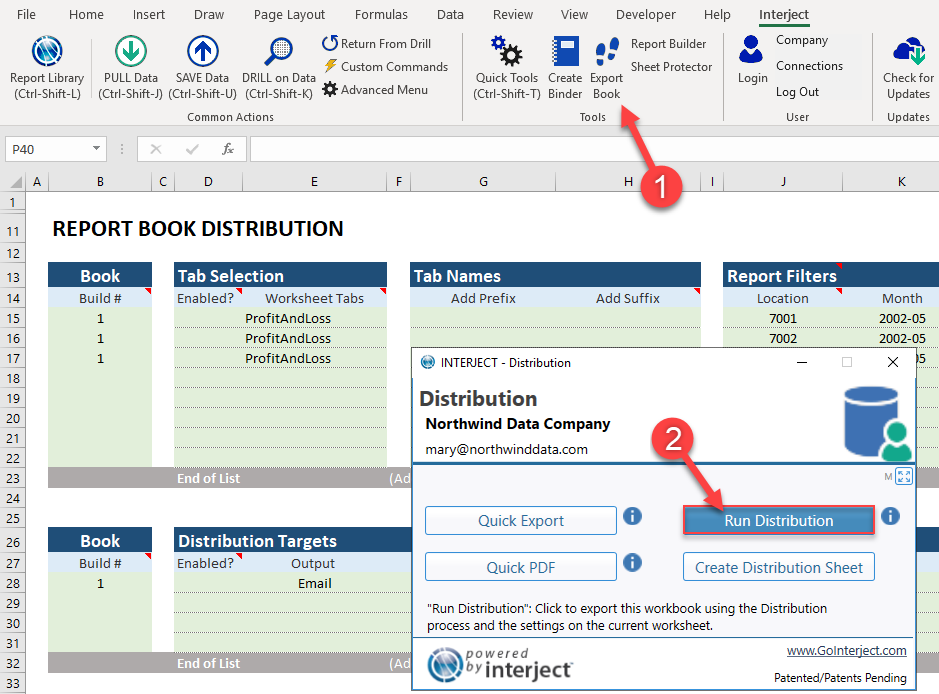 File Home Insert Draw Page Layout Formulas Data Review View Developer Help Interject
Report Library
(Ctrl-Shift-L)
PULL Data
(Ctrl-Shift-J)
SAVE Data
(Ctrl-Shift-U)
DRILL on Data
(Ctrl-Shift-K)
Return From Drill
Custom Commands
Advanced Menu
Common Actions
Quick Tools
(Ctrl-Shift-T)
Create
Binder
Export
Book
Report Builder
Sheet Protector
Tools
Login
Company
Connections
Log Out
User
Check for
Updates
Updates
1
P40 fx
A B C D E F G H I J K
1
11 REPORT BOOK DISTRIBUTION
12
13 Book Tab Selection Tab Names Report Filters
14 Build # Enabled? Worksheet Tabs Add Prefix Add Suffix Location Month
15 1 ProfitAndLoss 7001 2002-05
16 1 ProfitAndLoss 7002 2002-05
17 1 ProfitAndLoss 05
18
19
20
21
22
23 End of List (Ad
24
25
26 Book Distribution Targets
27 Build # Enabled? Output
28 1 Email
29
30
31
32 End of List (Ad
33
INTERJECT - Distribution
Distribution
Northwind Data Company
mary@northwinddata.com
2
M
Quick Export i Run Distribution i
Quick PDF i Create Distribution Sheet
"Run Distribution": Click to export this workbook using the Distribution
process and the settings on the current worksheet.
powered
by interject
www.GoInterject.com
Patented/Patents Pending